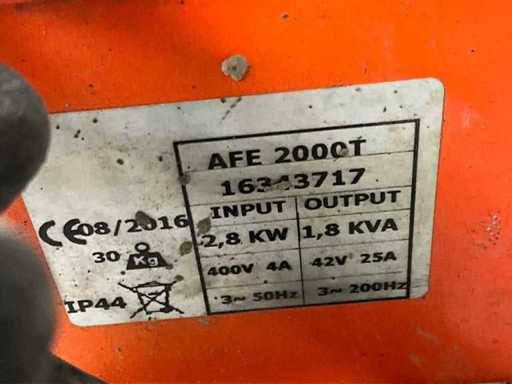 AFE 2000T
16343717
INPUT OUTPUT
CE 08/2016 2,8 KW 1,8 KVA
30 Kg 400V 4A 42V 25A
IP44 3~ 50Hz 3~ 200Hz